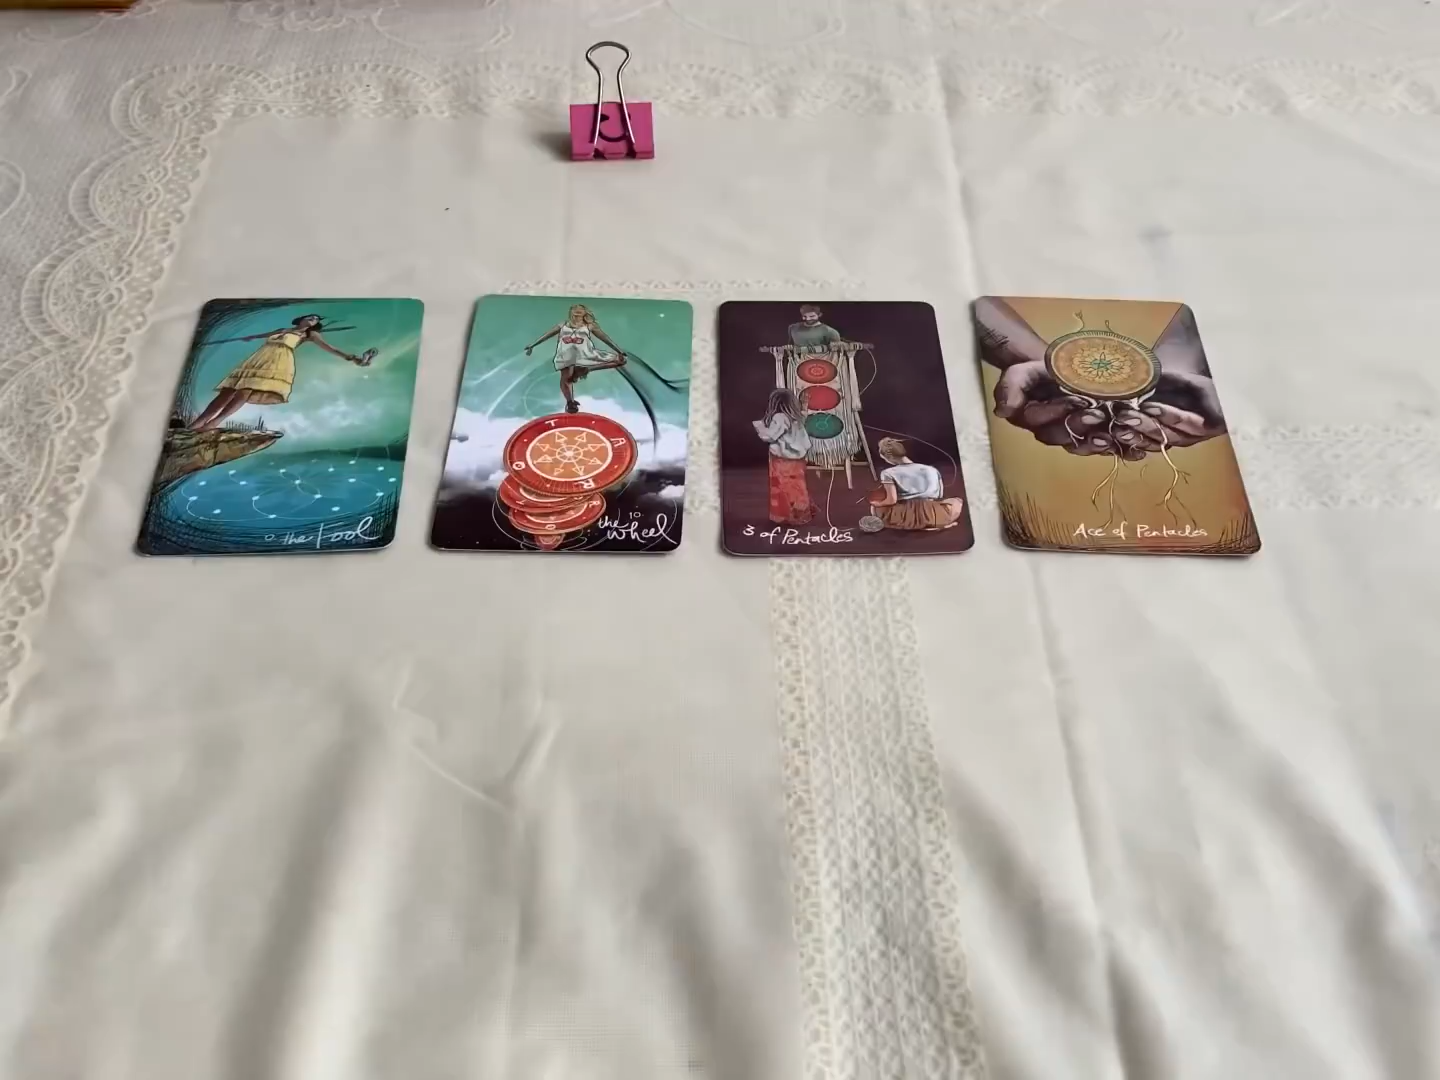 0 the Fool
T A R O
the 10
wheel
3 of Pentacles
Ace of Pentacles